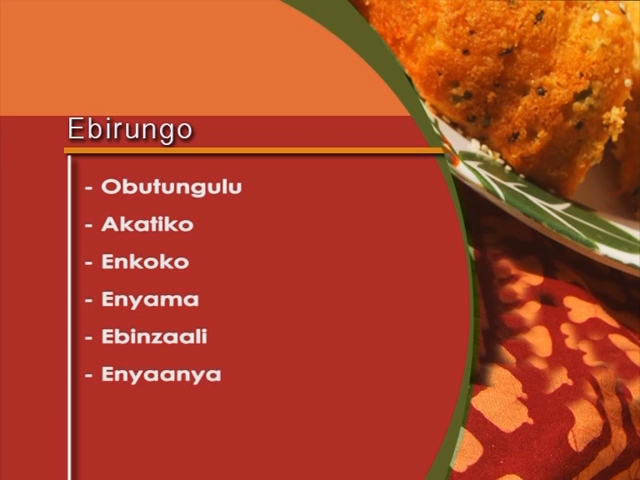 Ebirungo
- Obutungulu
- Akatiko
- Enkoko
- Enyama
- Ebinzaali
- Enyaanya